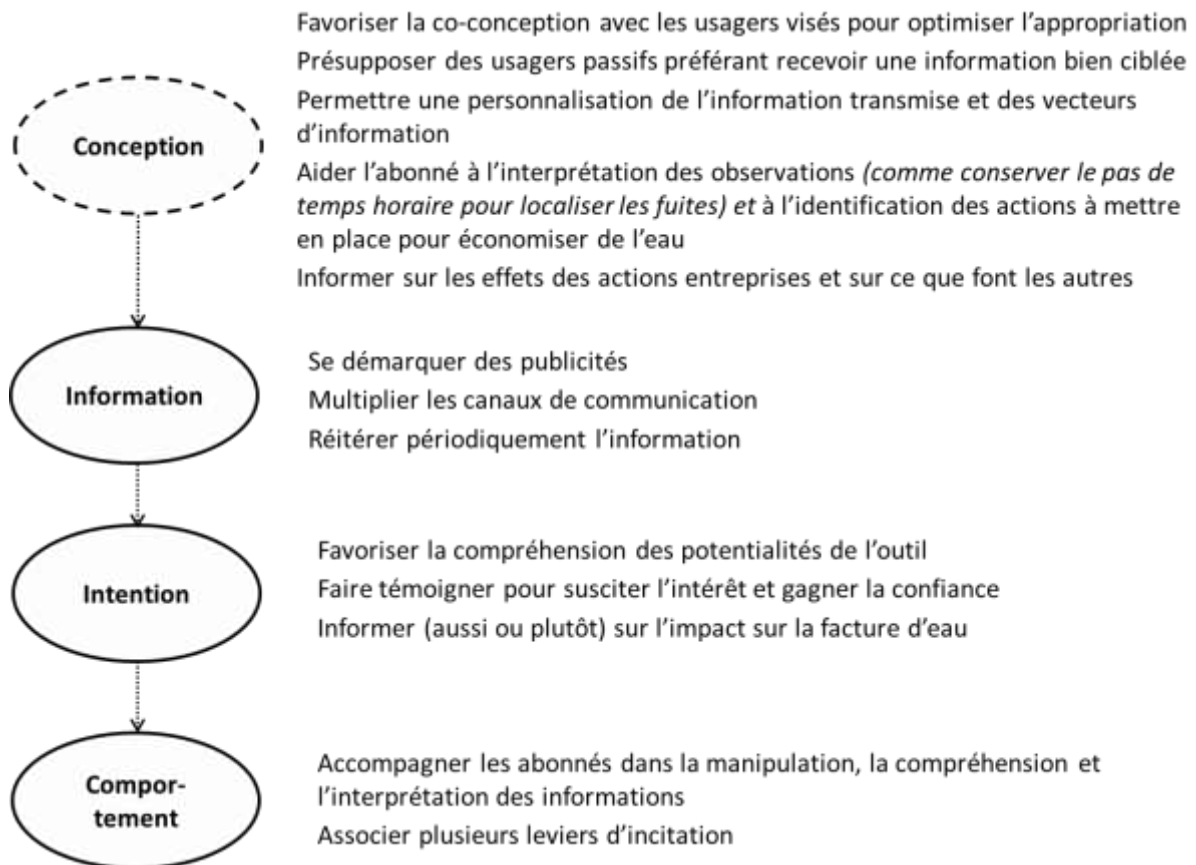 Favoriser la co-conception avec les usagers visés pour optimiser l’appropriation
Présupposer des usagers passifs préférant recevoir une information bien ciblée
Permettre une personnalisation de l’information transmise et des vecteurs
d’information
Conception
Aider l’abonné à l’interprétation des observations (comme conserver le pas de
temps horaire pour localiser les fuites) et à l’identification des actions à mettre
en place pour économiser de l’eau
Informer sur les effets des actions entreprises et sur ce que font les autres
Information
Se démarquer des publicités
Multiplier les canaux de communication
Réitérer périodiquement l’information
Intention
Favoriser la compréhension des potentialités de l’outil
Faire témoigner pour susciter l’intérêt et gagner la confiance
Informer (aussi ou plutôt) sur l’impact sur la facture d’eau
Compor-
tement
Accompagner les abonnés dans la manipulation, la compréhension et
l’interprétation des informations
Associer plusieurs leviers d’incitation